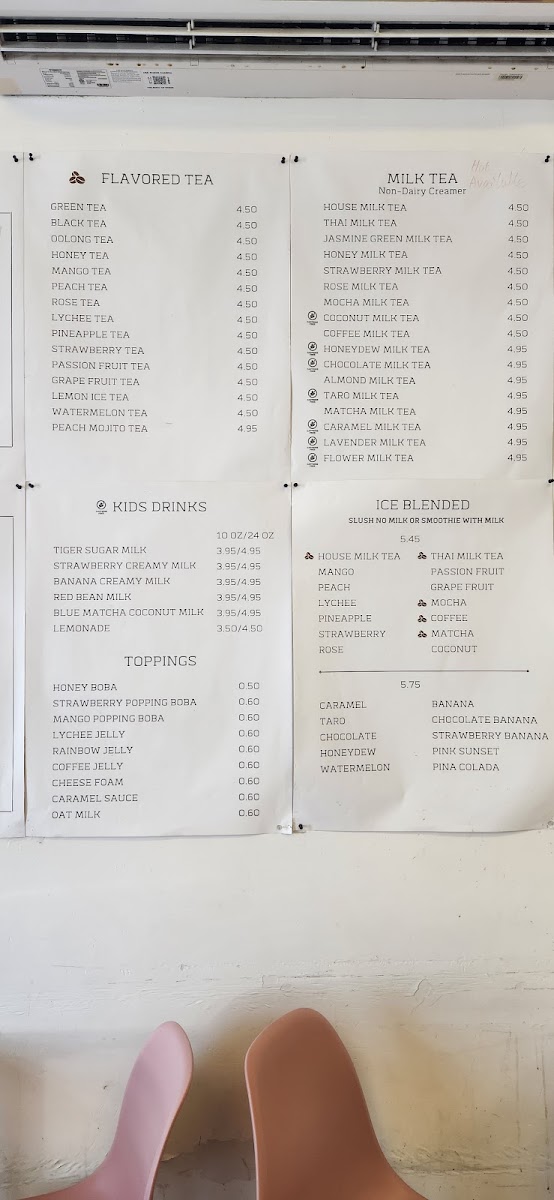 FLAVORED TEA
GREEN TEA 4.50
BLACK TEA 4.50
OOLONG TEA 4.50
HONEY TEA 4.50
MANGO TEA 4.50
PEACH TEA 4.50
ROSE TEA 4.50
LYCHEE TEA 4.50
PINEAPPLE TEA 4.50
STRAWBERRY TEA 4.50
PASSION FRUIT TEA 4.50
GRAPE FRUIT TEA 4.50
LEMON ICE TEA 4.50
WATERMELON TEA 4.50
PEACH MOJITO TEA 4.95
MILK TEA
Hot
Available
Non-Dairy Creamer
HOUSE MILK TEA 4.50
THAI MILK TEA 4.50
JASMINE GREEN MILK TEA 4.50
HONEY MILK TEA 4.50
STRAWBERRY MILK TEA 4.50
ROSE MILK TEA 4.50
MOCHA MILK TEA 4.50
COCONUT MILK TEA 4.50
COFFEE MILK TEA 4.50
HONEYDEW MILK TEA 4.95
CHOCOLATE MILK TEA 4.95
ALMOND MILK TEA 4.95
TARO MILK TEA 4.95
MATCHA MILK TEA 4.95
CARAMEL MILK TEA 4.95
LAVENDER MILK TEA 4.95
FLOWER MILK TEA 4.95
KIDS DRINKS
10 OZ/24 OZ
TIGER SUGAR MILK 3.95/4.95
STRAWBERRY CREAMY MILK 3.95/4.95
BANANA CREAMY MILK 3.95/4.95
RED BEAN MILK 3.95/4.95
BLUE MATCHA COCONUT MILK 3.95/4.95
LEMONADE 3.50/4.50
TOPPINGS
HONEY BOBA 0.50
STRAWBERRY POPPING BOBA 0.60
MANGO POPPING BOBA 0.60
LYCHEE JELLY 0.60
RAINBOW JELLY 0.60
COFFEE JELLY 0.60
CHEESE FOAM 0.60
CARAMEL SAUCE 0.60
OAT MILK 0.60
ICE BLENDED
SLUSH NO MILK OR SMOOTHIE WITH MILK
5.45
HOUSE MILK TEA THAI MILK TEA
MANGO PASSION FRUIT
PEACH GRAPE FRUIT
LYCHEE MOCHA
PINEAPPLE COFFEE
STRAWBERRY MATCHA
ROSE COCONUT
5.75
CARAMEL BANANA
TARO CHOCOLATE BANANA
CHOCOLATE STRAWBERRY BANANA
HONEYDEW PINK SUNSET
WATERMELON PINA COLADA